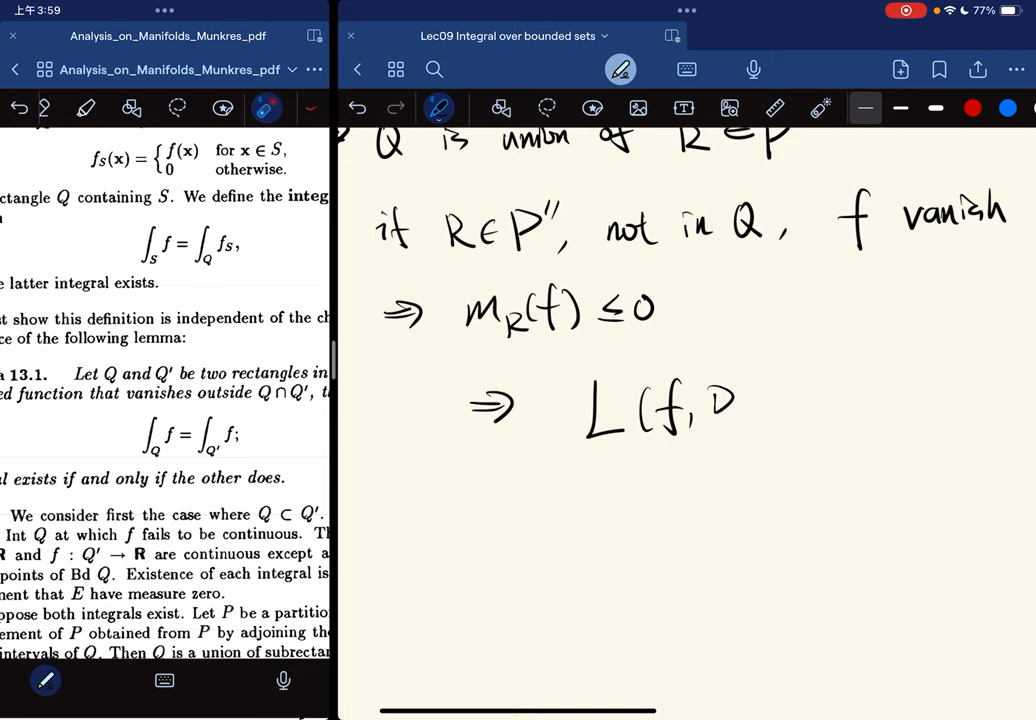 上午3:59
77%
Analysis_on_Manifolds_Munkres_pdf
Lec09 Integral over bounded sets
Analysis_on_Manifolds_Munkres_pdf
fS(x) = { f(x) for x ∈ S,
0 otherwise.
ctangle Q containing S. We define the integ
∫S f = ∫Q fS,
e latter integral exists.
st show this definition is independent of the ch
ce of the following lemma:
a 13.1. Let Q and Q′ be two rectangles in
ed function that vanishes outside Q ∩ Q′, t
∫Q f = ∫Q′ f;
al exists if and only if the other does.
We consider first the case where Q ⊂ Q′.
Int Q at which f fails to be continuous. Th
R and f : Q′ → R are continuous except a
points of Bd Q. Existence of each integral is
ment that E have measure zero.
ppose both integrals exist. Let P be a partitio
ement of P obtained from P by adjoining the
intervals of Q. Then Q is a union of subrectan
Q is union of R ∈ P
if R ∈ P″, not in Q, f vanish
⇒ mR(f) ≤ 0
⇒ L(f, P